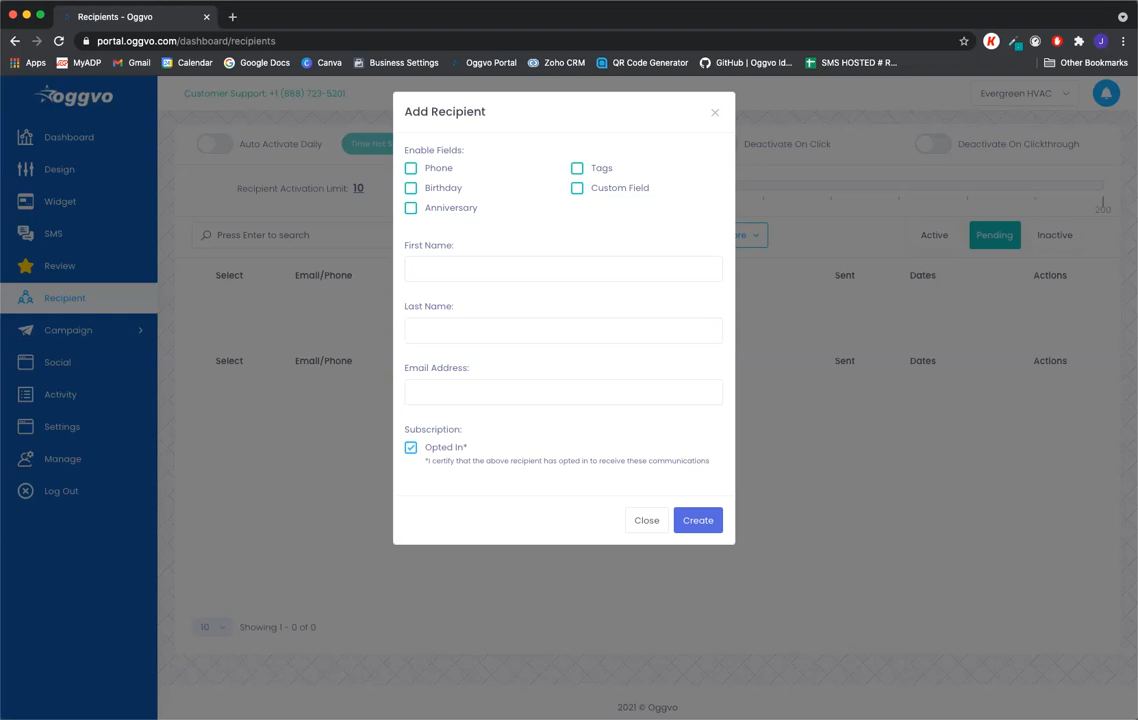 Recipients - Oggvo
portal.oggvo.com/dashboard/recipients
K
J
Apps
MyADP
Gmail
Calendar
Google Docs
Canva
Business Settings
Oggvo Portal
Zoho CRM
QR Code Generator
GitHub | Oggvo Id...
SMS HOSTED # R...
Other Bookmarks
oggvo
Customer Support: +1 (888) 723-5201
Evergreen HVAC
Dashboard
Design
Widget
SMS
Review
Recipient
Campaign
Social
Activity
Settings
Manage
Log Out
Auto Activate Daily
Time Not S
Deactivate On Click
Deactivate On Clickthrough
Recipient Activation Limit: 10
200
Press Enter to search
Active
Pending
Inactive
Select
Email/Phone
Sent
Dates
Actions
Select
Email/Phone
Sent
Dates
Actions
Add Recipient
Enable Fields:
Phone
Tags
Birthday
Custom Field
Anniversary
First Name:
Last Name:
Email Address:
Subscription:
Opted In*
*I certify that the above recipient has opted in to receive these communications
Close
Create
10
Showing 1 - 0 of 0
2021 © Oggvo